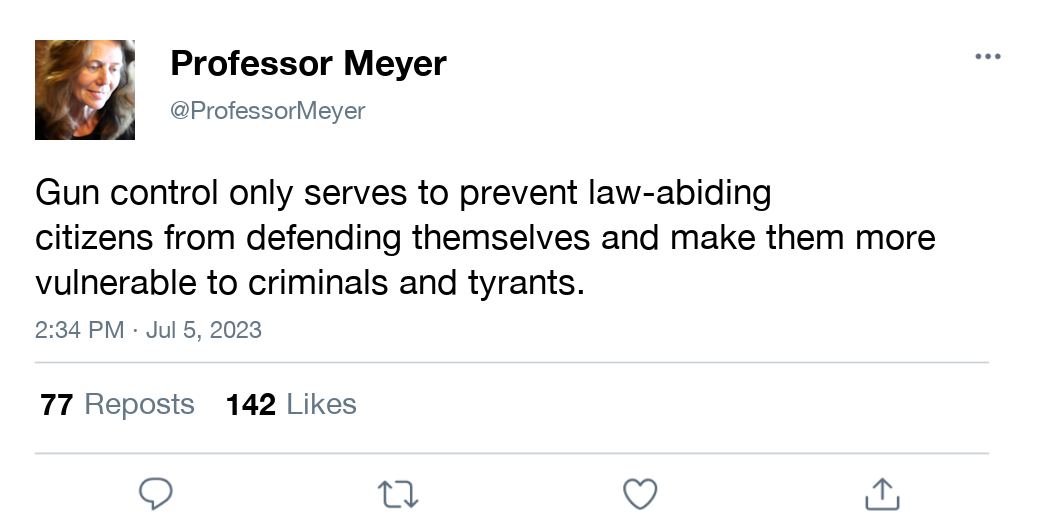 Professor Meyer
@ProfessorMeyer
Gun control only serves to prevent law-abiding
citizens from defending themselves and make them more
vulnerable to criminals and tyrants.
2:34 PM · Jul 5, 2023
77 Reposts 142 Likes